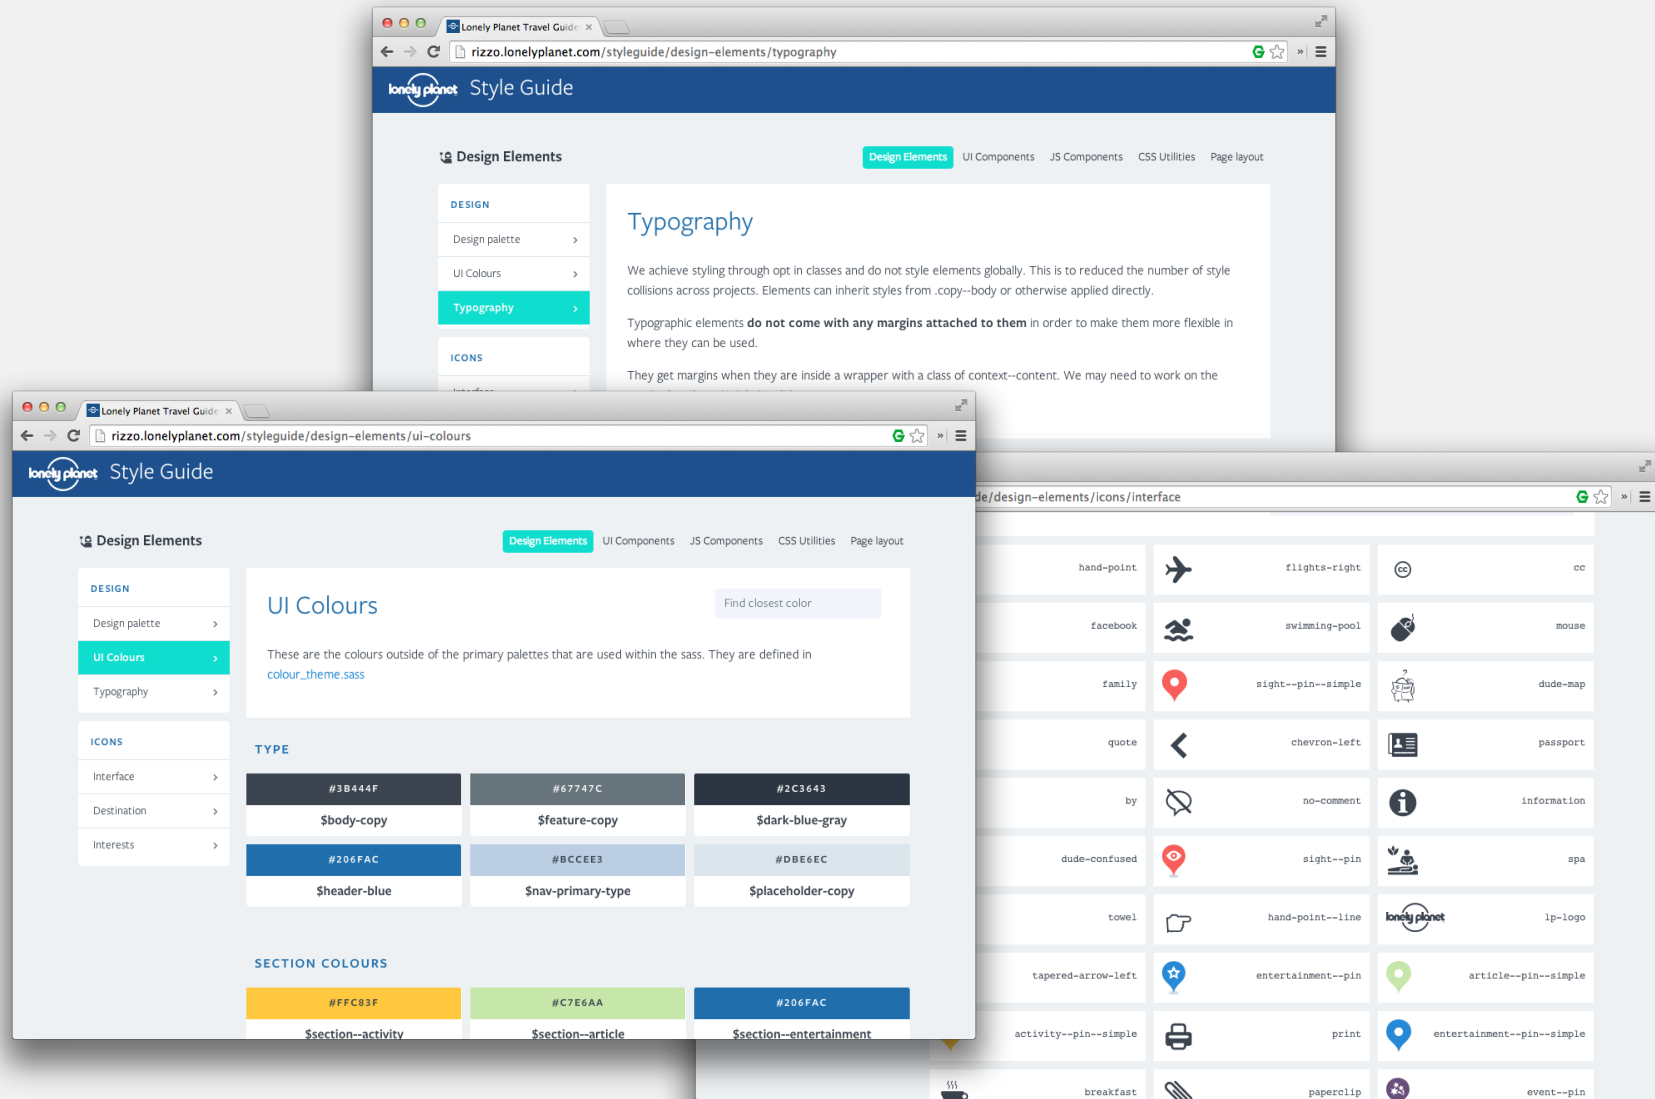 Lonely Planet Travel Guide
rizzo.lonelyplanet.com/styleguide/design-elements/typography
lonely planet Style Guide
Design Elements
Design Elements UI Components JS Components CSS Utilities Page layout
DESIGN
Design palette
UI Colours
Typography
ICONS
Typography
We achieve styling through opt in classes and do not style elements globally. This is to reduced the number of style
collisions across projects. Elements can inherit styles from .copy--body or otherwise applied directly.
Typographic elements do not come with any margins attached to them in order to make them more flexible in
where they can be used.
They get margins when they are inside a wrapper with a class of context--content. We may need to work on the
Lonely Planet Travel Guide
rizzo.lonelyplanet.com/styleguide/design-elements/ui-colours
lonely planet Style Guide
Design Elements
Design Elements UI Components JS Components CSS Utilities Page layout
DESIGN
Design palette
UI Colours
Typography
ICONS
Interface
Destination
Interests
UI Colours
Find closest color
These are the colours outside of the primary palettes that are used within the sass. They are defined in
colour_theme.sass
TYPE
#3B444F #67747C #2C3643
$body-copy $feature-copy $dark-blue-gray
#206FAC #BCCEE3 #DBE6EC
$header-blue $nav-primary-type $placeholder-copy
SECTION COLOURS
#FFC83F #C7E6AA #206FAC
$section--activity $section--article $section--entertainment
de/design-elements/icons/interface
hand-point flights-right cc cc
facebook swimming-pool mouse
family sight--pin--simple dude-map
quote chevron-left passport
by no-comment information
dude-confused sight--pin spa
towel hand-point--line lonely planet lp-logo
tapered-arrow-left entertainment--pin article--pin--simple
activity--pin--simple print entertainment--pin--simple
breakfast paperclip event--pin